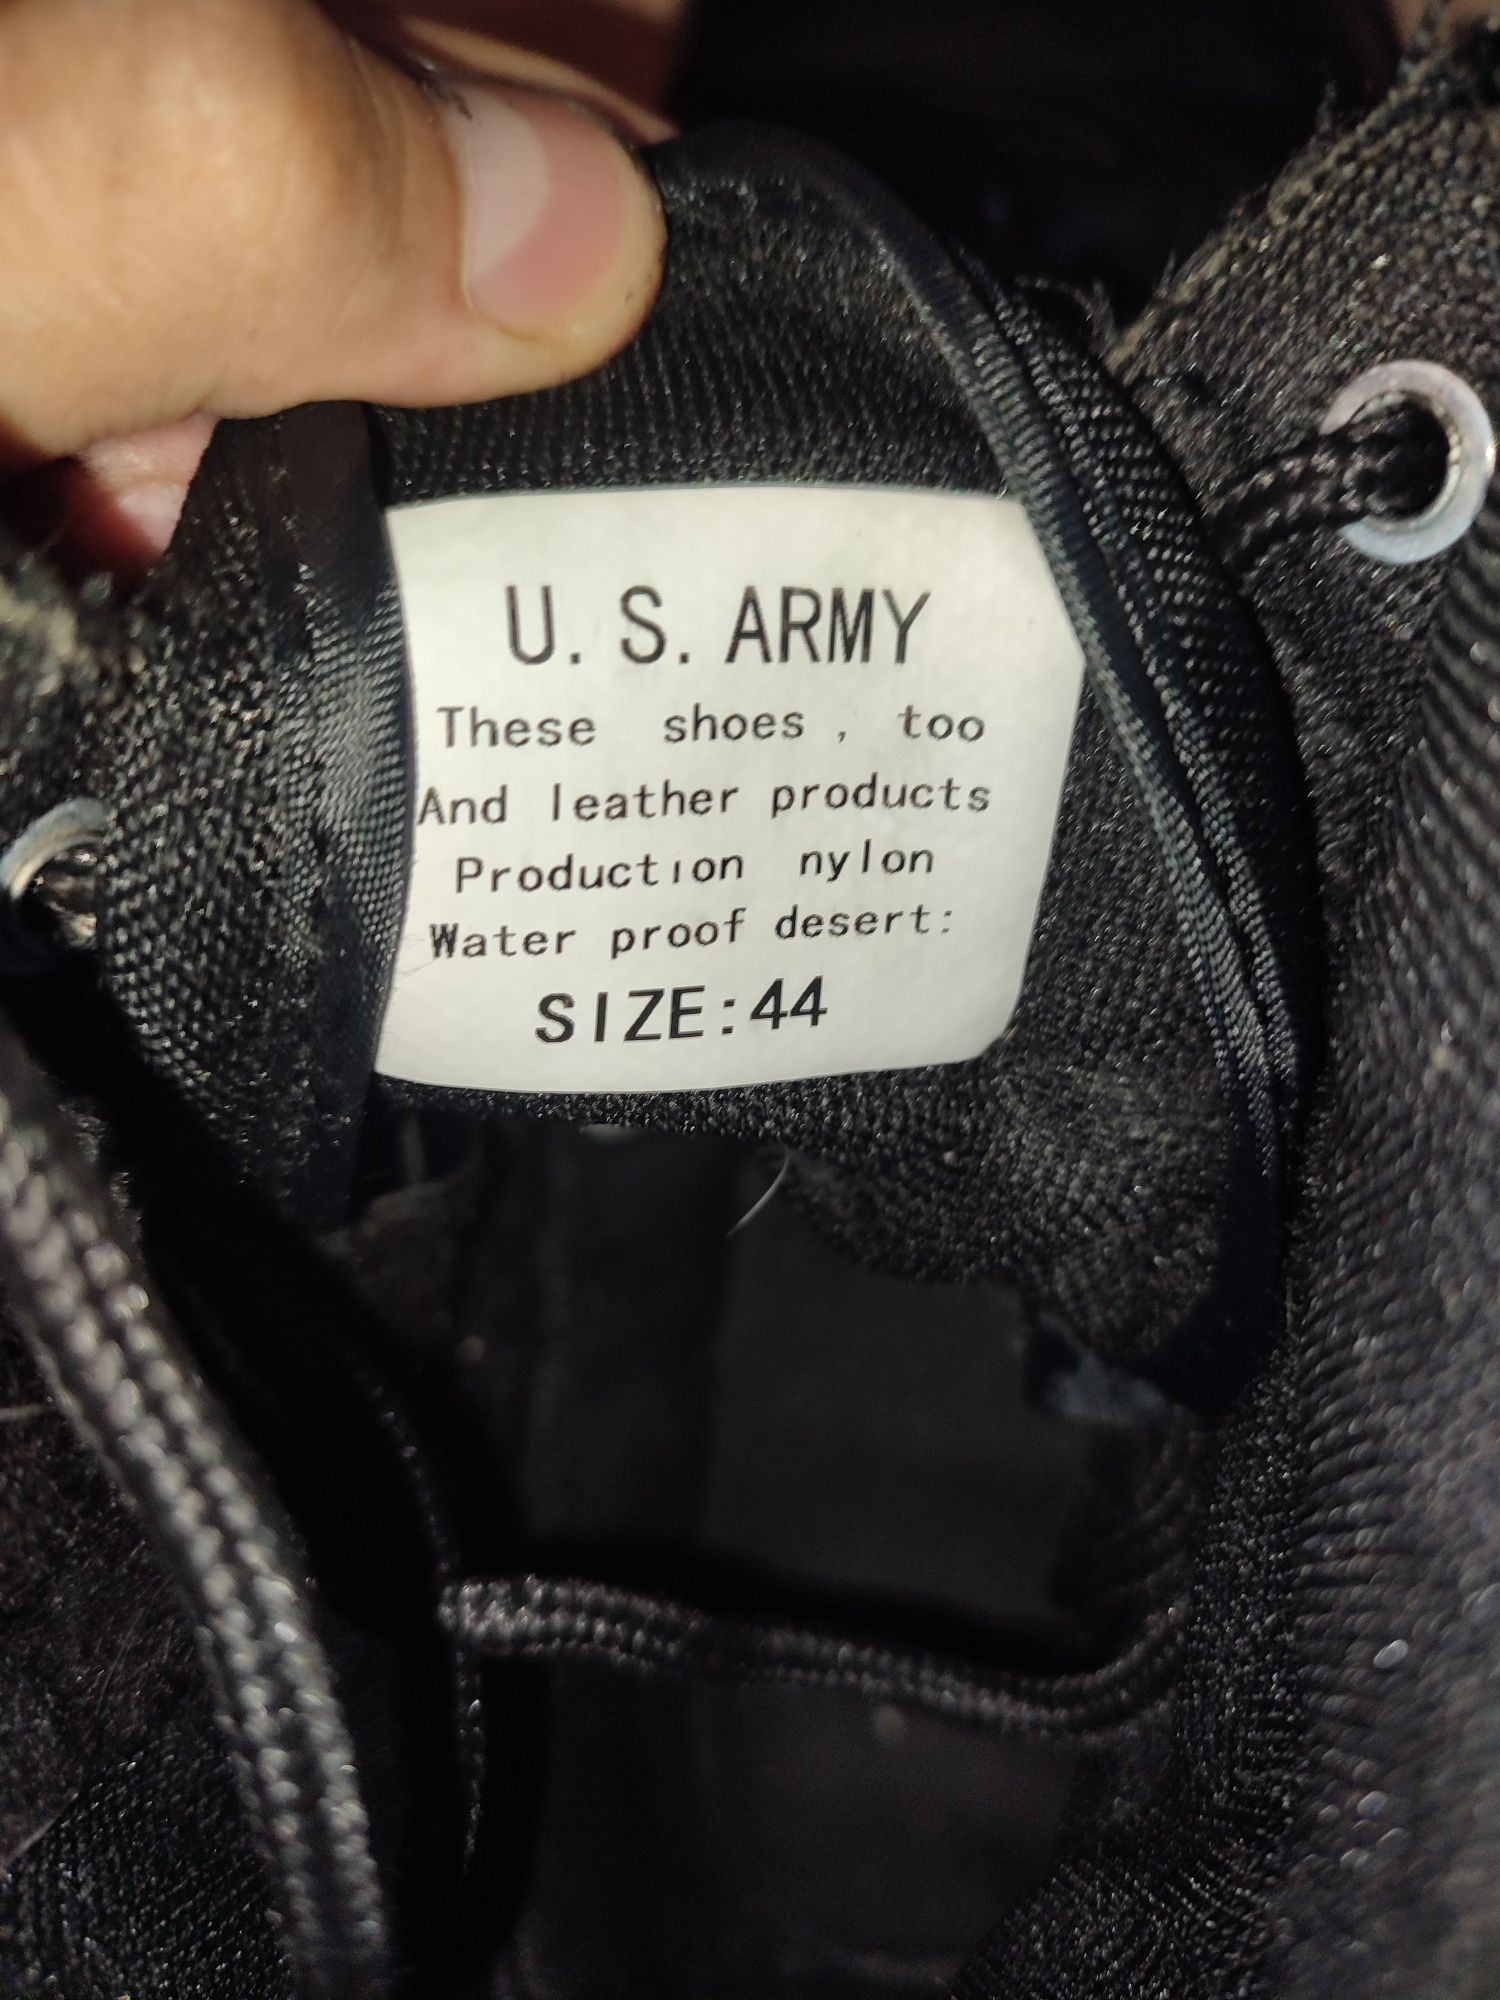 U. S. ARMY
These shoes , too
And leather products
Production nylon
Water proof desert:
SIZE:44